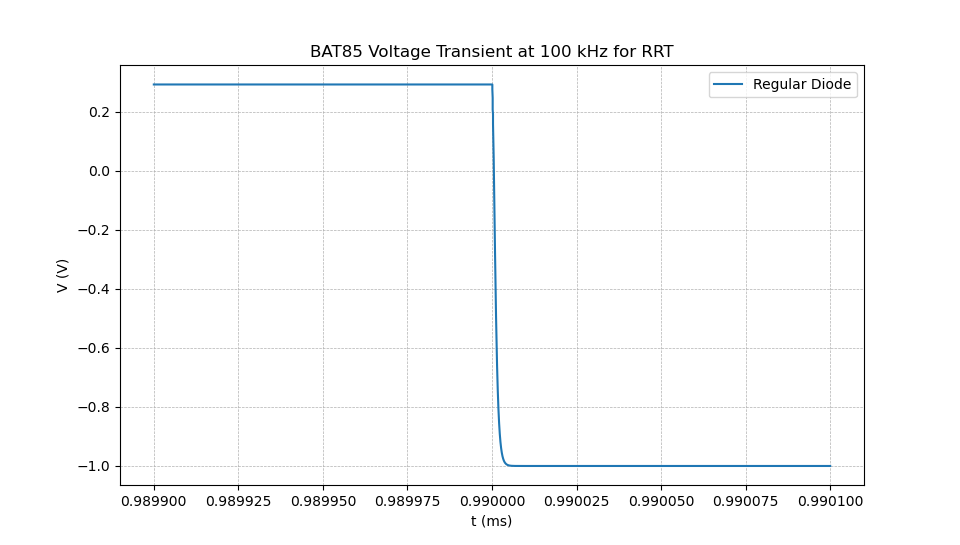 BAT85 Voltage Transient at 100 kHz for RRT
Regular Diode
V (V)
0.2
0.0
−0.2
−0.4
−0.6
−0.8
−1.0
0.989900 0.989925 0.989950 0.989975 0.990000 0.990025 0.990050 0.990075 0.990100
t (ms)